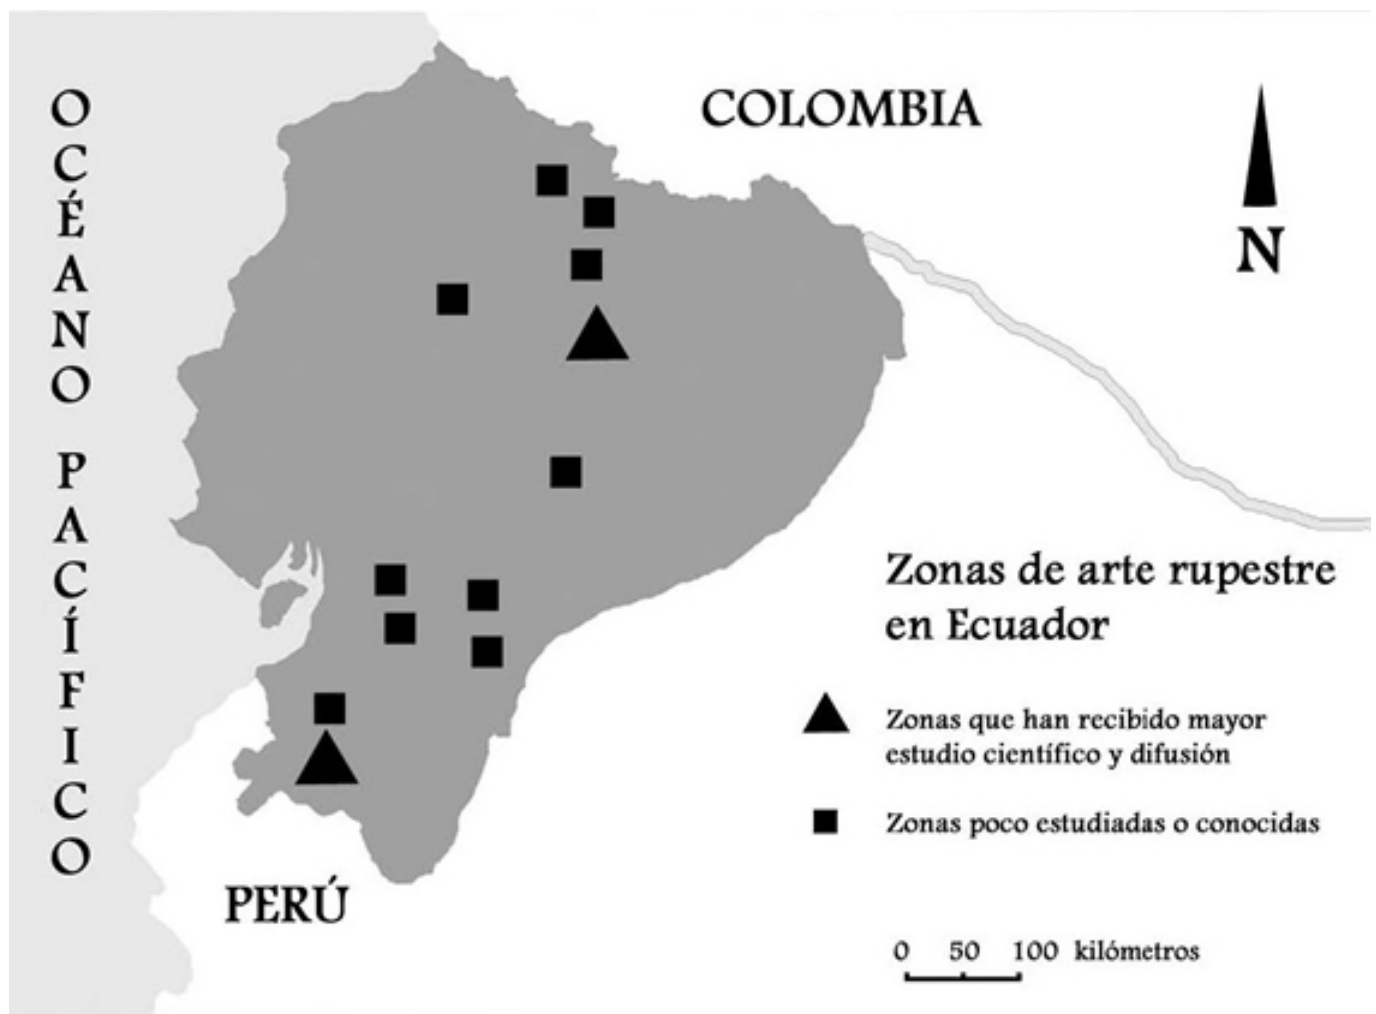 OCÉANO PACÍFICO
COLOMBIA
N
Zonas de arte rupestre
en Ecuador
Zonas que han recibido mayor
estudio científico y difusión
Zonas poco estudiadas o conocidas
PERÚ
0 50 100 kilómetros